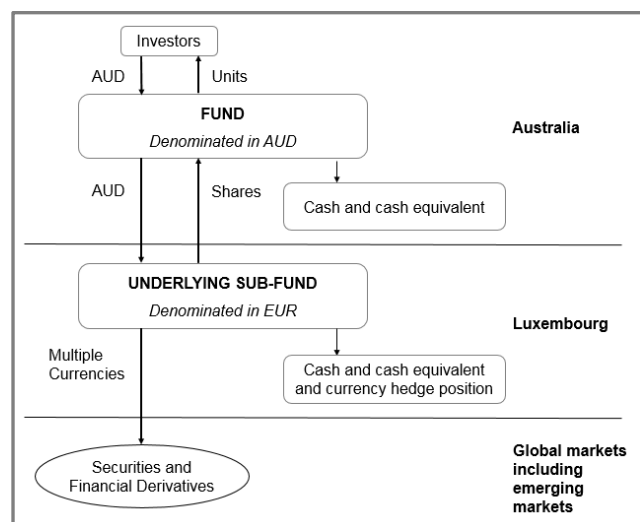 Investors
AUD
Units
FUND
Denominated in AUD
Australia
AUD
Shares
Cash and cash equivalent
UNDERLYING SUB-FUND
Denominated in EUR
Luxembourg
Multiple
Currencies
Cash and cash equivalent
and currency hedge position
Securities and
Financial Derivatives
Global markets
including
emerging
markets